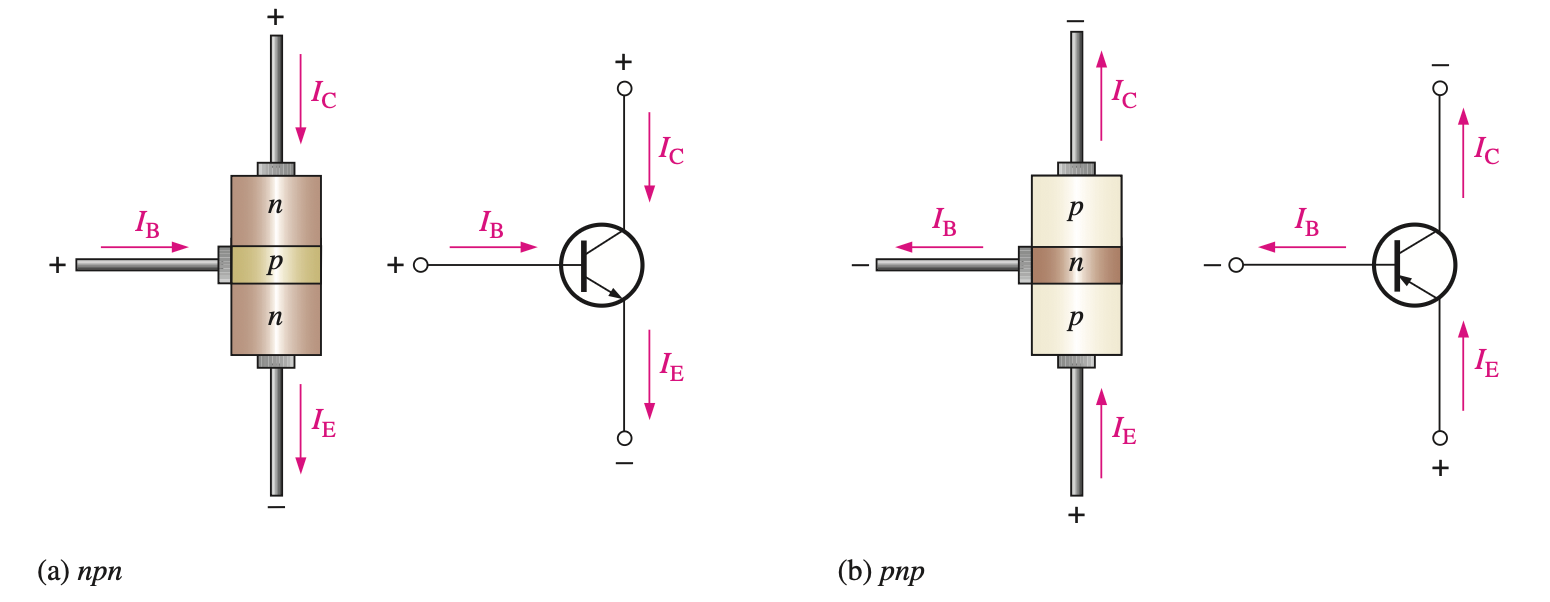 + −
I_C + I_C −
I_C I_C
n p
I_B I_B I_B I_B
+ p + − n −
n p
I_E I_E I_E I_E
− − + +
(a) npn (b) pnp